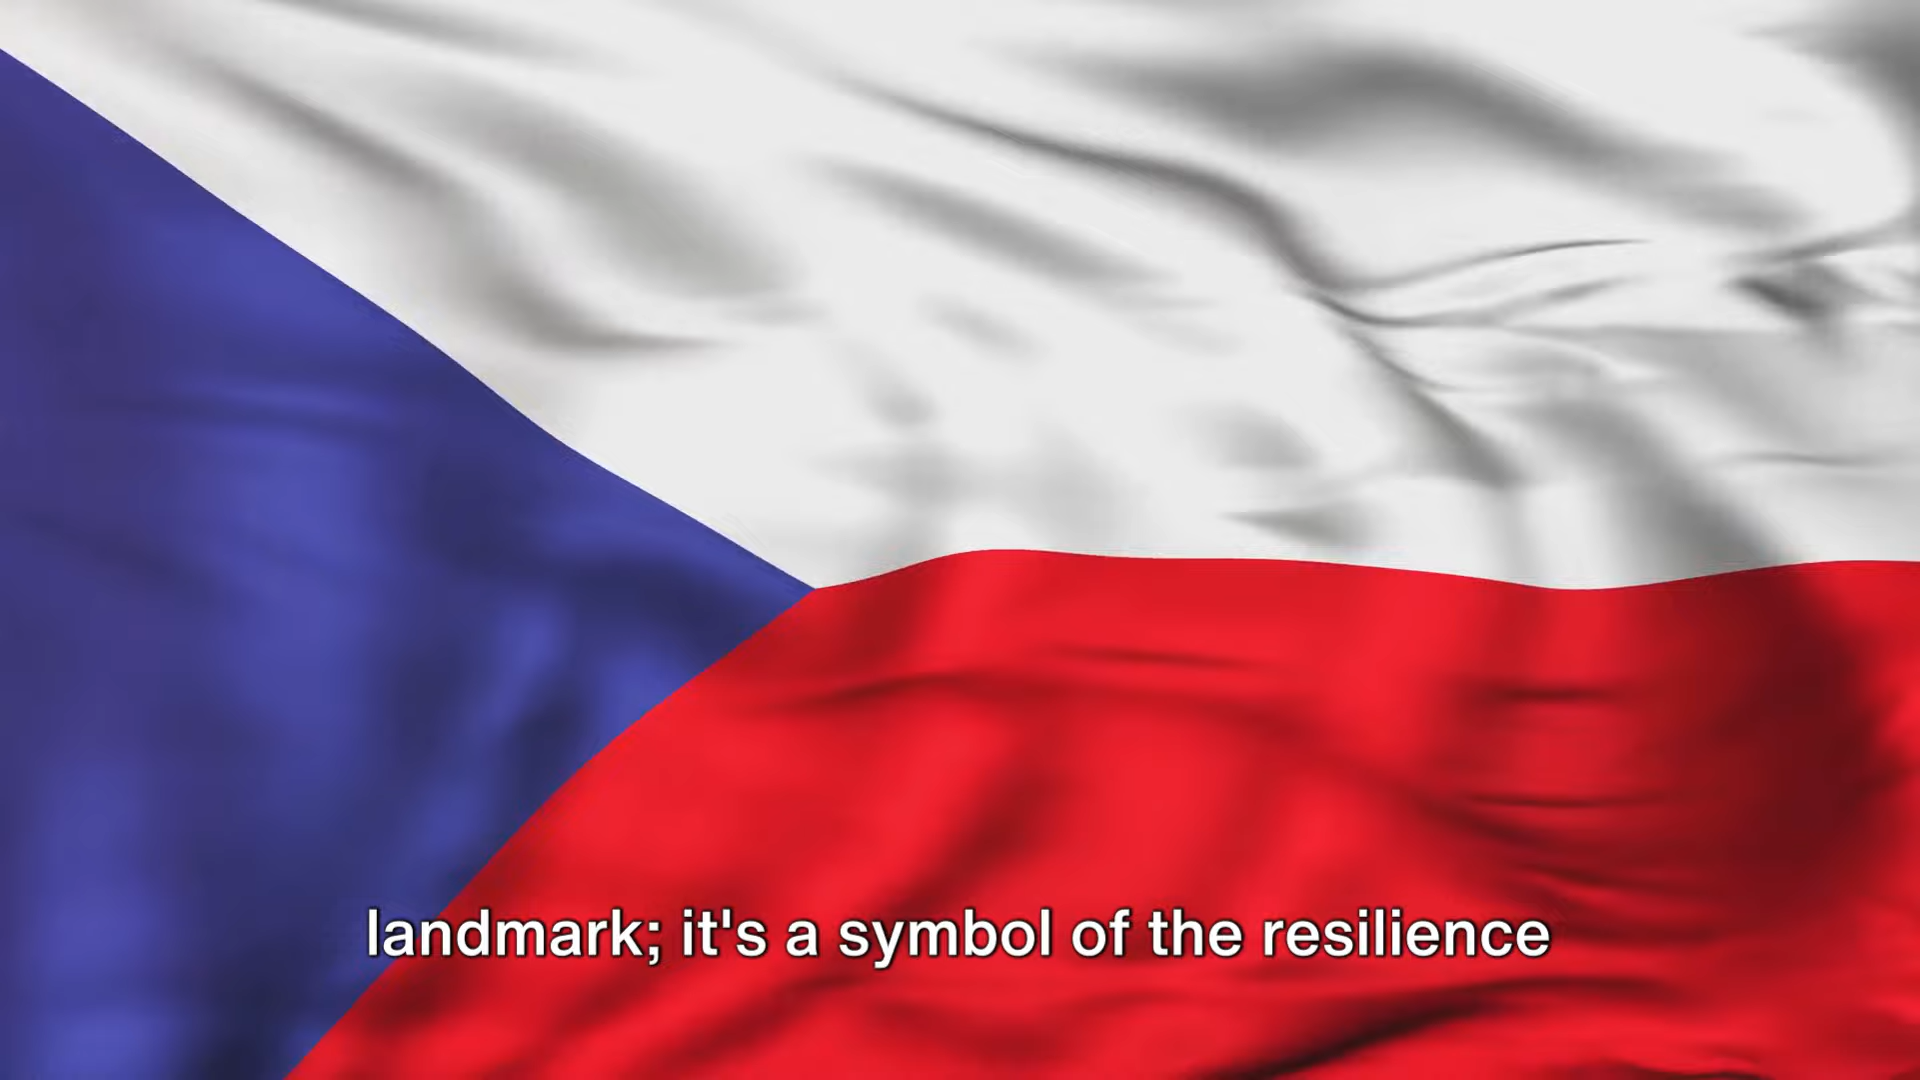 landmark; it's a symbol of the resilience